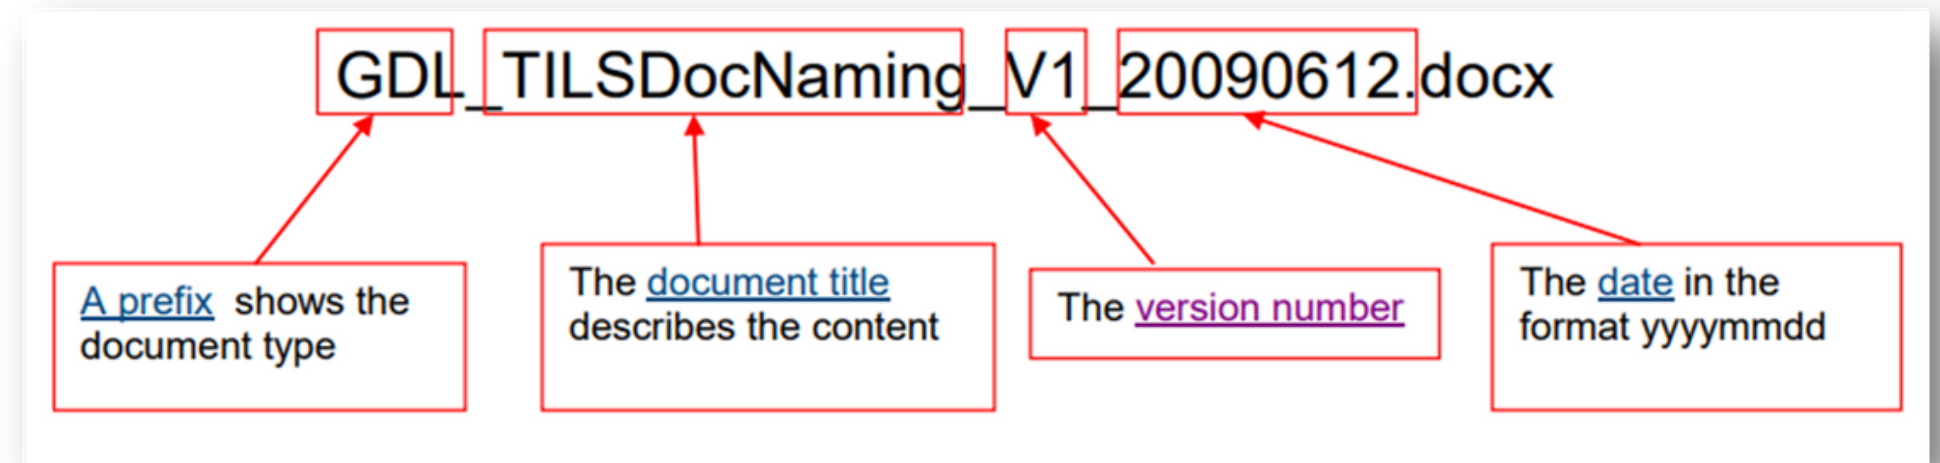 GDL_TILSDocNaming_V1_20090612.docx
A prefix shows the
document type
The document title
describes the content
The version number
The date in the
format yyyymmdd